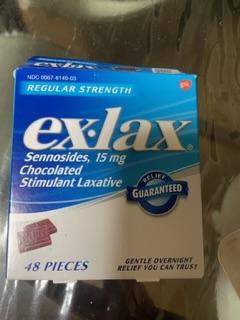 NDC 0067-8140-03
REGULAR STRENGTH
gsk
ex•lax®
Sennosides, 15 mg
Chocolated
Stimulant Laxative
RELIEF
GUARANTEED
48 PIECES
GENTLE OVERNIGHT
RELIEF YOU CAN TRUST